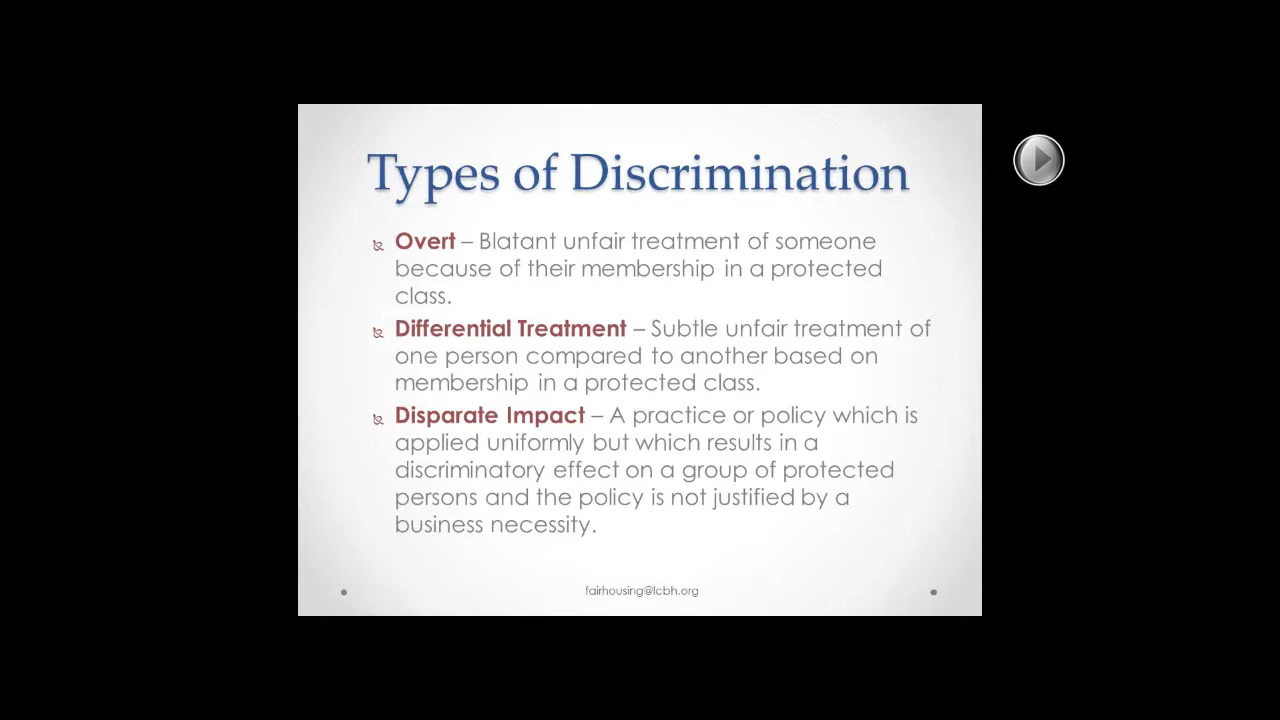 Types of Discrimination
Overt – Blatant unfair treatment of someone
because of their membership in a protected
class.
Differential Treatment – Subtle unfair treatment of
one person compared to another based on
membership in a protected class.
Disparate Impact – A practice or policy which is
applied uniformly but which results in a
discriminatory effect on a group of protected
persons and the policy is not justified by a
business necessity.
fairhousing@lcbh.org